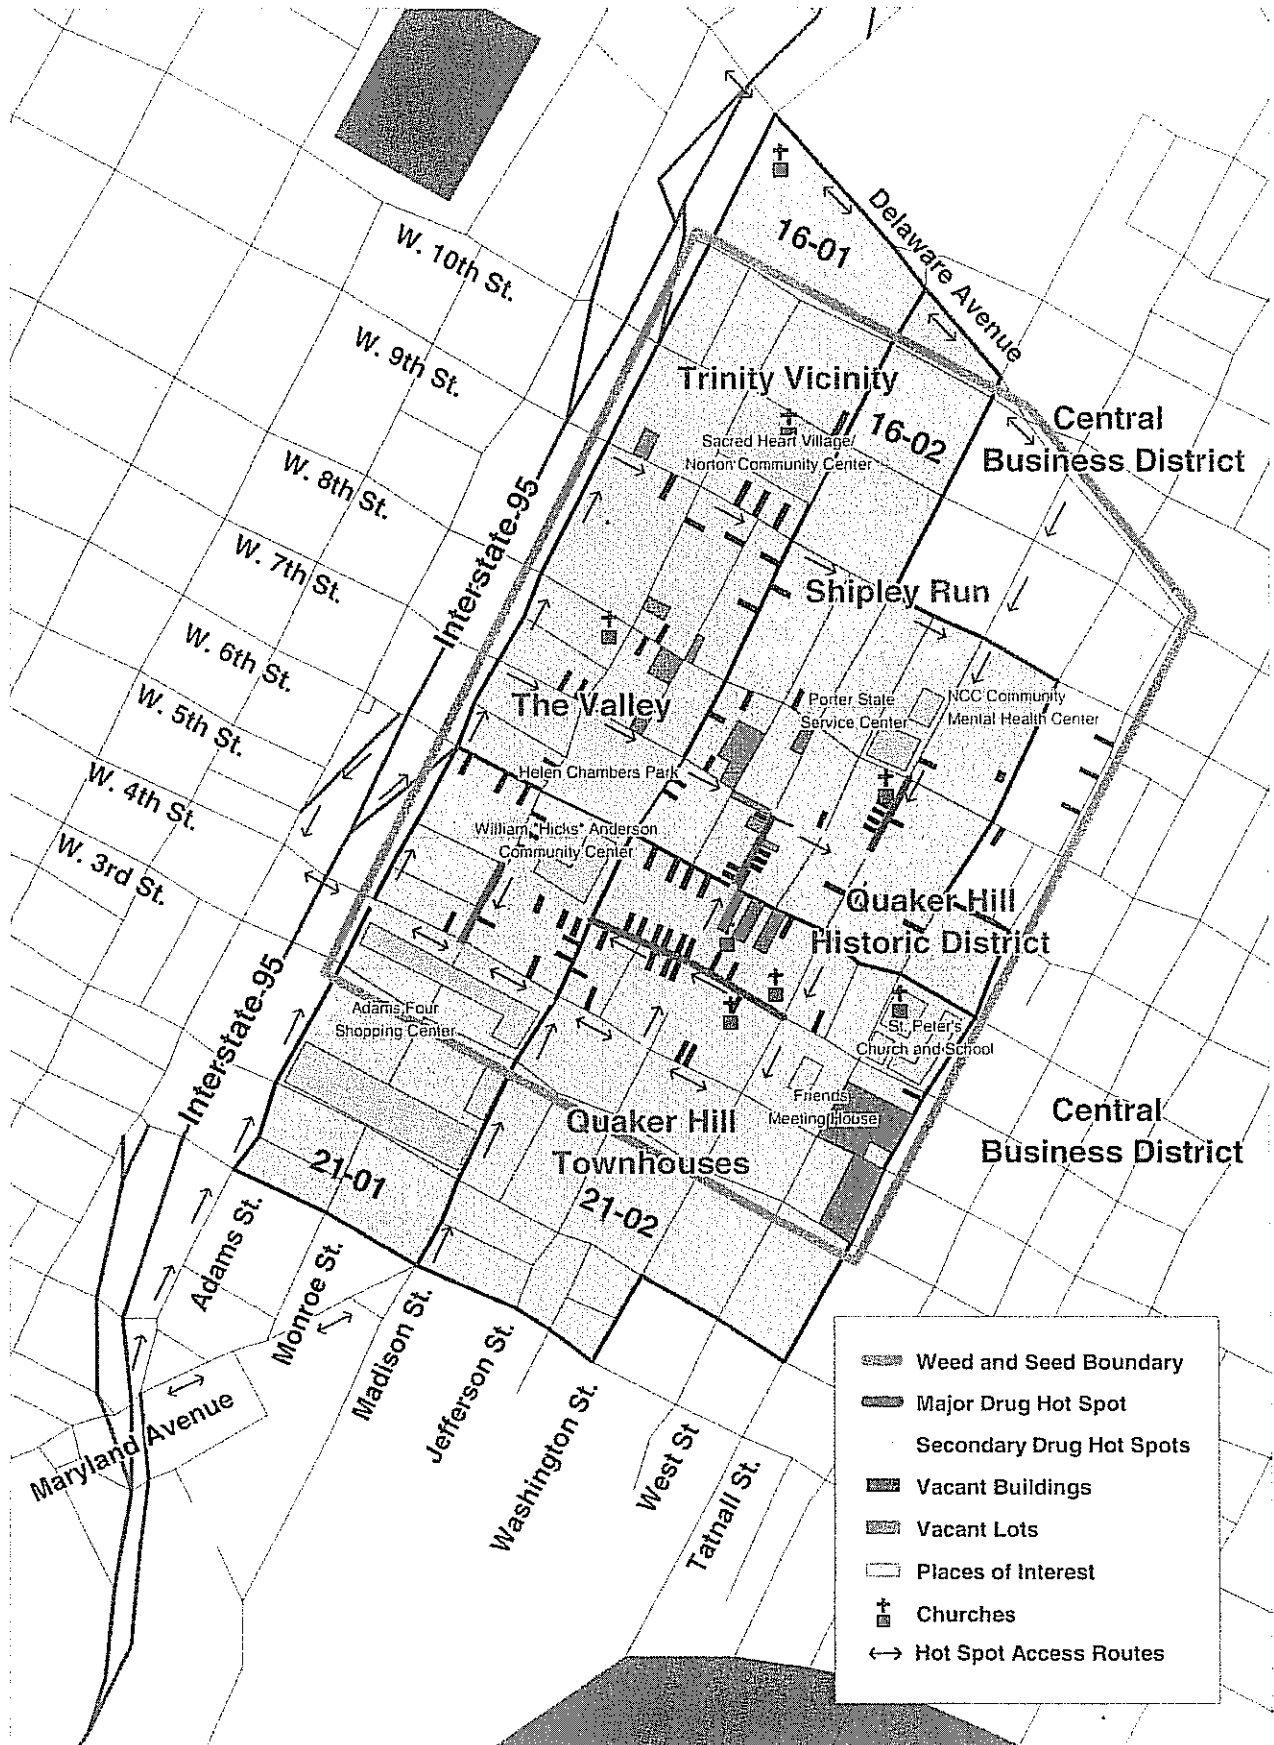 W. 10th St.
W. 9th St.
W. 8th St.
W. 7th St.
W. 6th St.
W. 5th St.
W. 4th St.
W. 3rd St.
Interstate-95
Interstate-95
Delaware Avenue
16-01
Trinity Vicinity
16-02
Sacred Heart Village/
Norton Community Center
Central
Business District
Shipley Run
The Valley
Porter State
Service Center
NCC Community
Mental Health Center
Helen Chambers Park
William "Hicks" Anderson
Community Center
Quaker Hill
Historic District
Adams Four
Shopping Center
St. Peter's
Church and School
Friends
Meeting House
Quaker Hill
Townhouses
Central
Business District
21-01
21-02
Adams St.
Monroe St.
Madison St.
Jefferson St.
Washington St.
West St
Tatnall St.
Maryland Avenue
Weed and Seed Boundary
Major Drug Hot Spot
Secondary Drug Hot Spots
Vacant Buildings
Vacant Lots
Places of Interest
Churches
Hot Spot Access Routes